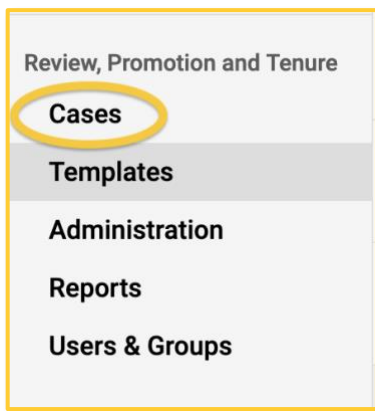 Review, Promotion and Tenure
Cases
Templates
Administration
Reports
Users & Groups